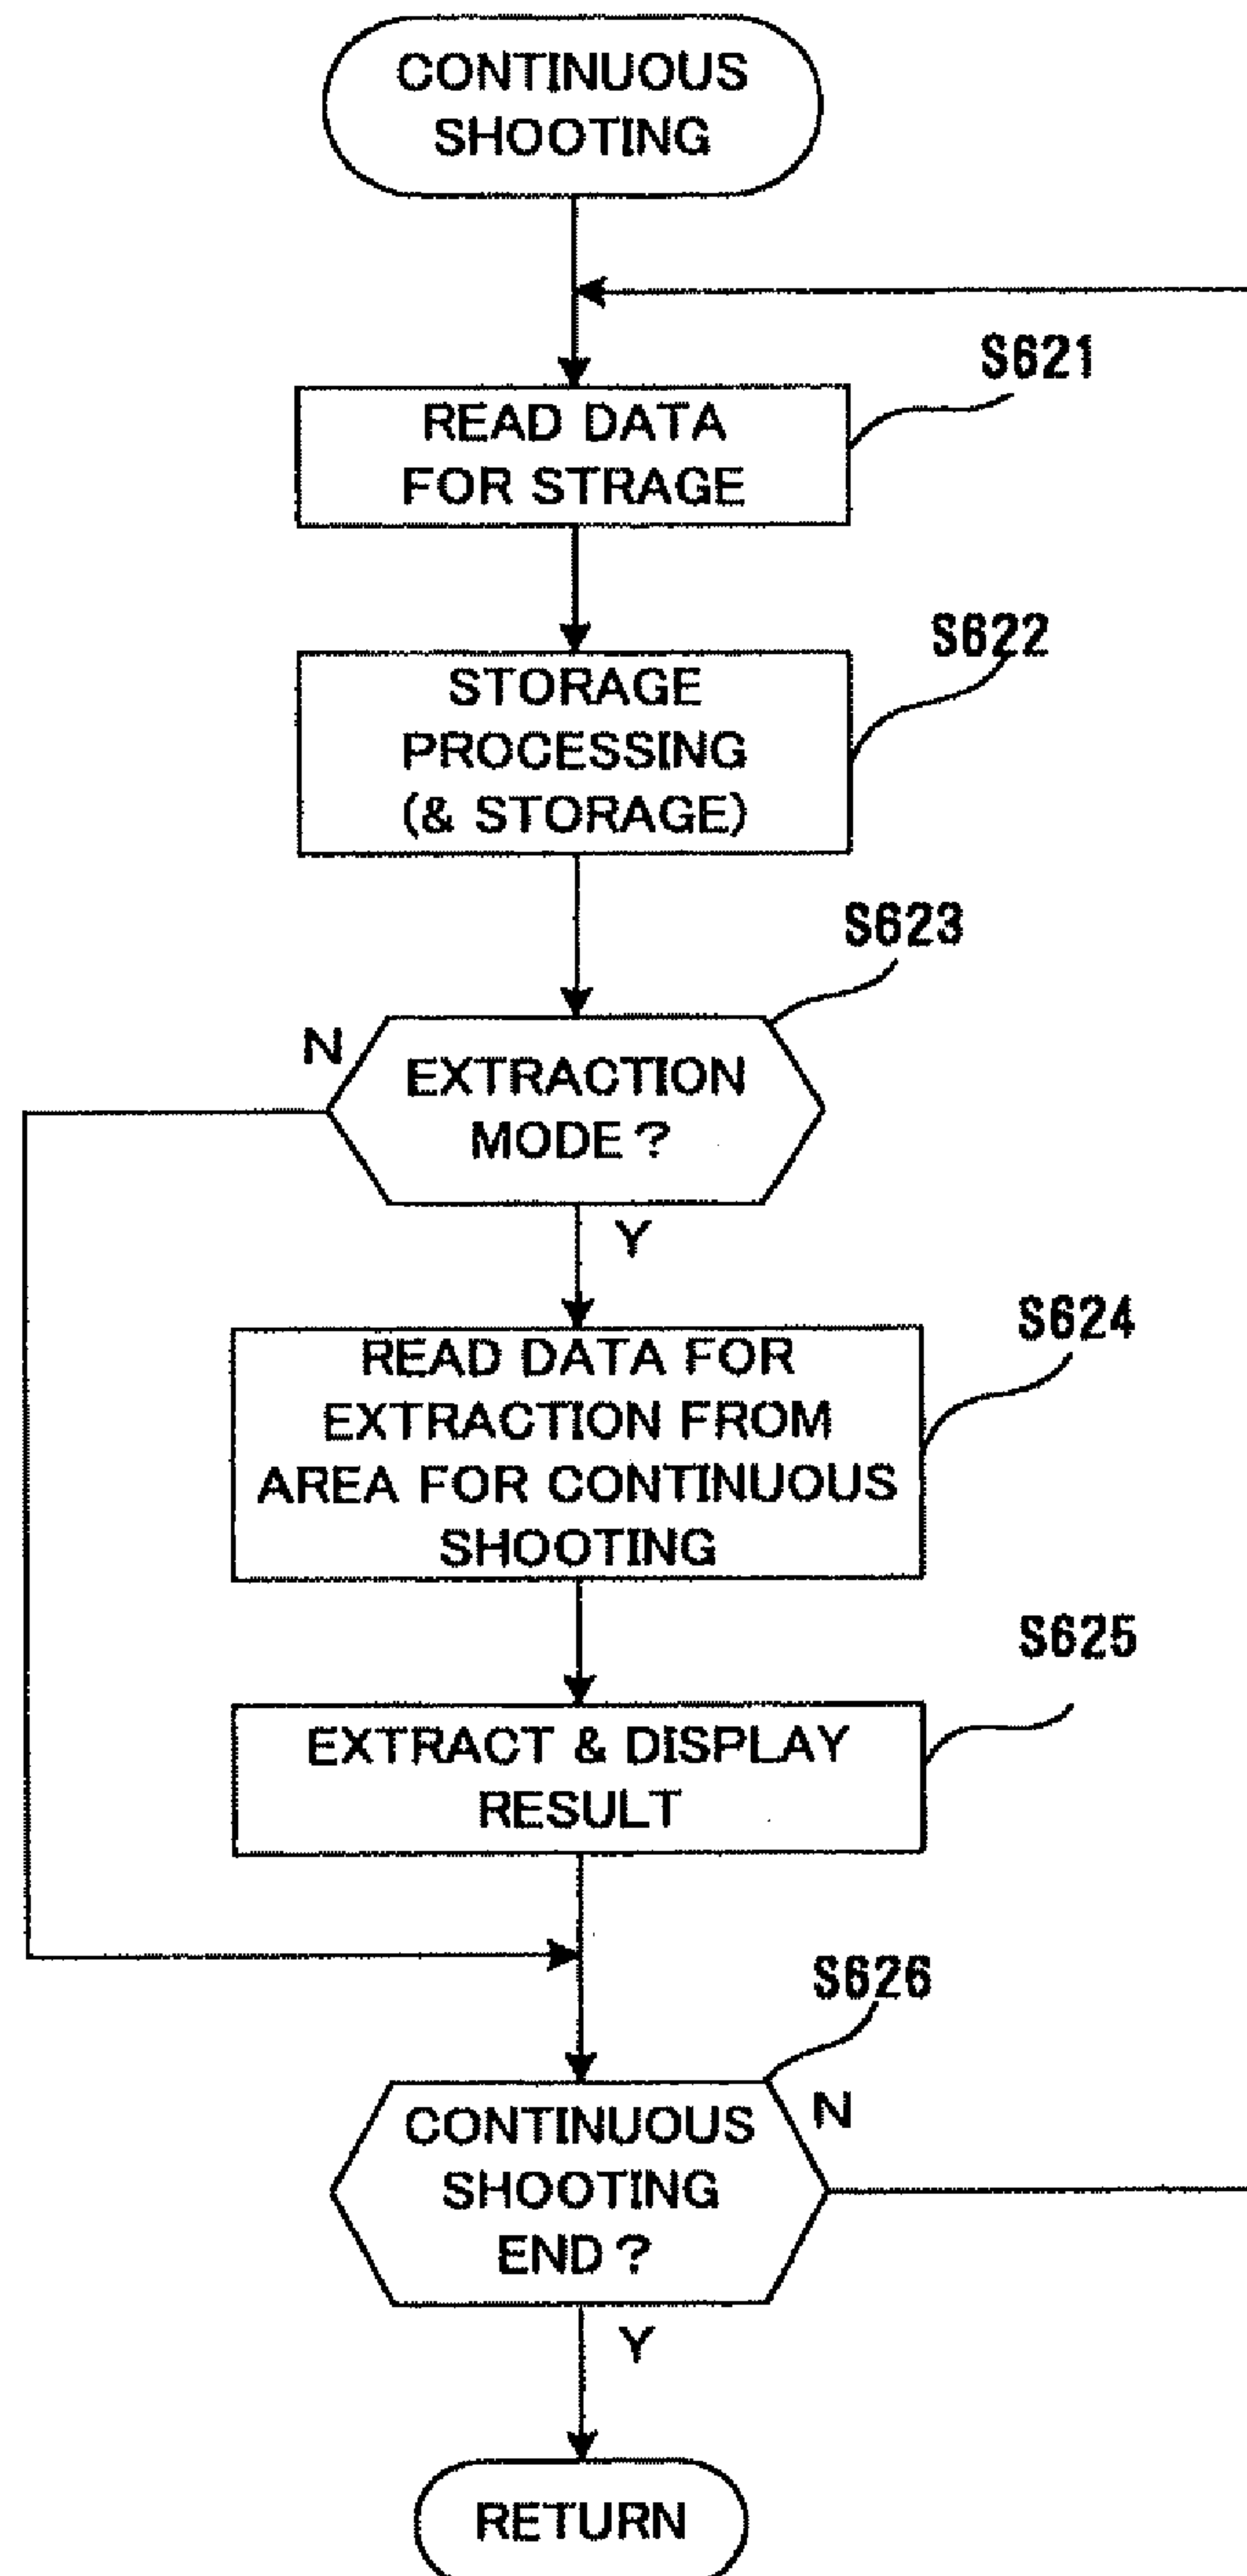 CONTINUOUS
SHOOTING
S621
READ DATA
FOR STRAGE
S622
STORAGE
PROCESSING
(& STORAGE)
S623
N
EXTRACTION
MODE?
Y
S624
READ DATA FOR
EXTRACTION FROM
AREA FOR CONTINUOUS
SHOOTING
S625
EXTRACT & DISPLAY
RESULT
S626
N
CONTINUOUS
SHOOTING
END?
Y
RETURN